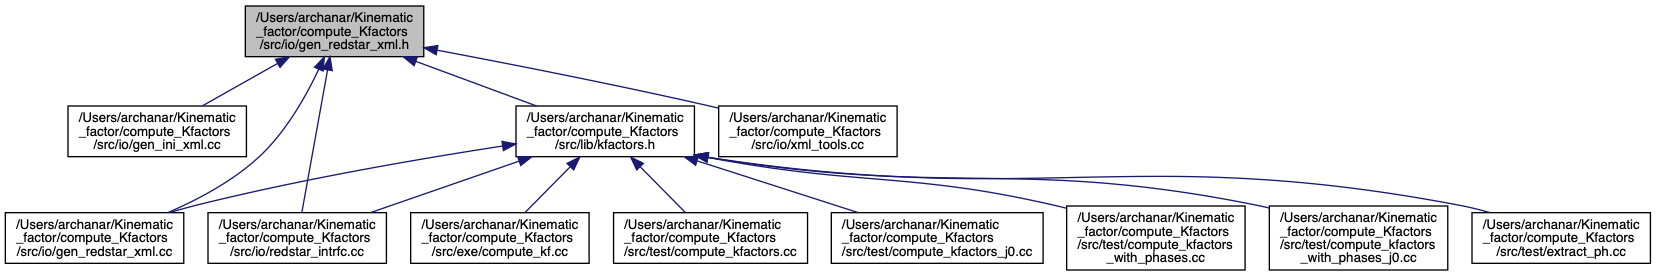 /Users/archanar/Kinematic
_factor/compute_Kfactors
/src/io/gen_redstar_xml.h
/Users/archanar/Kinematic
_factor/compute_Kfactors
/src/io/gen_ini_xml.cc
/Users/archanar/Kinematic
_factor/compute_Kfactors
/src/lib/kfactors.h
/Users/archanar/Kinematic
_factor/compute_Kfactors
/src/io/xml_tools.cc
/Users/archanar/Kinematic
_factor/compute_Kfactors
/src/io/gen_redstar_xml.cc
/Users/archanar/Kinematic
_factor/compute_Kfactors
/src/io/redstar_intrfc.cc
/Users/archanar/Kinematic
_factor/compute_Kfactors
/src/exe/compute_kf.cc
/Users/archanar/Kinematic
_factor/compute_Kfactors
/src/test/compute_kfactors.cc
/Users/archanar/Kinematic
_factor/compute_Kfactors
/src/test/compute_kfactors_j0.cc
/Users/archanar/Kinematic
_factor/compute_Kfactors
/src/test/compute_kfactors
_with_phases.cc
/Users/archanar/Kinematic
_factor/compute_Kfactors
/src/test/compute_kfactors
_with_phases_j0.cc
/Users/archanar/Kinematic
_factor/compute_Kfactors
/src/test/extract_ph.cc